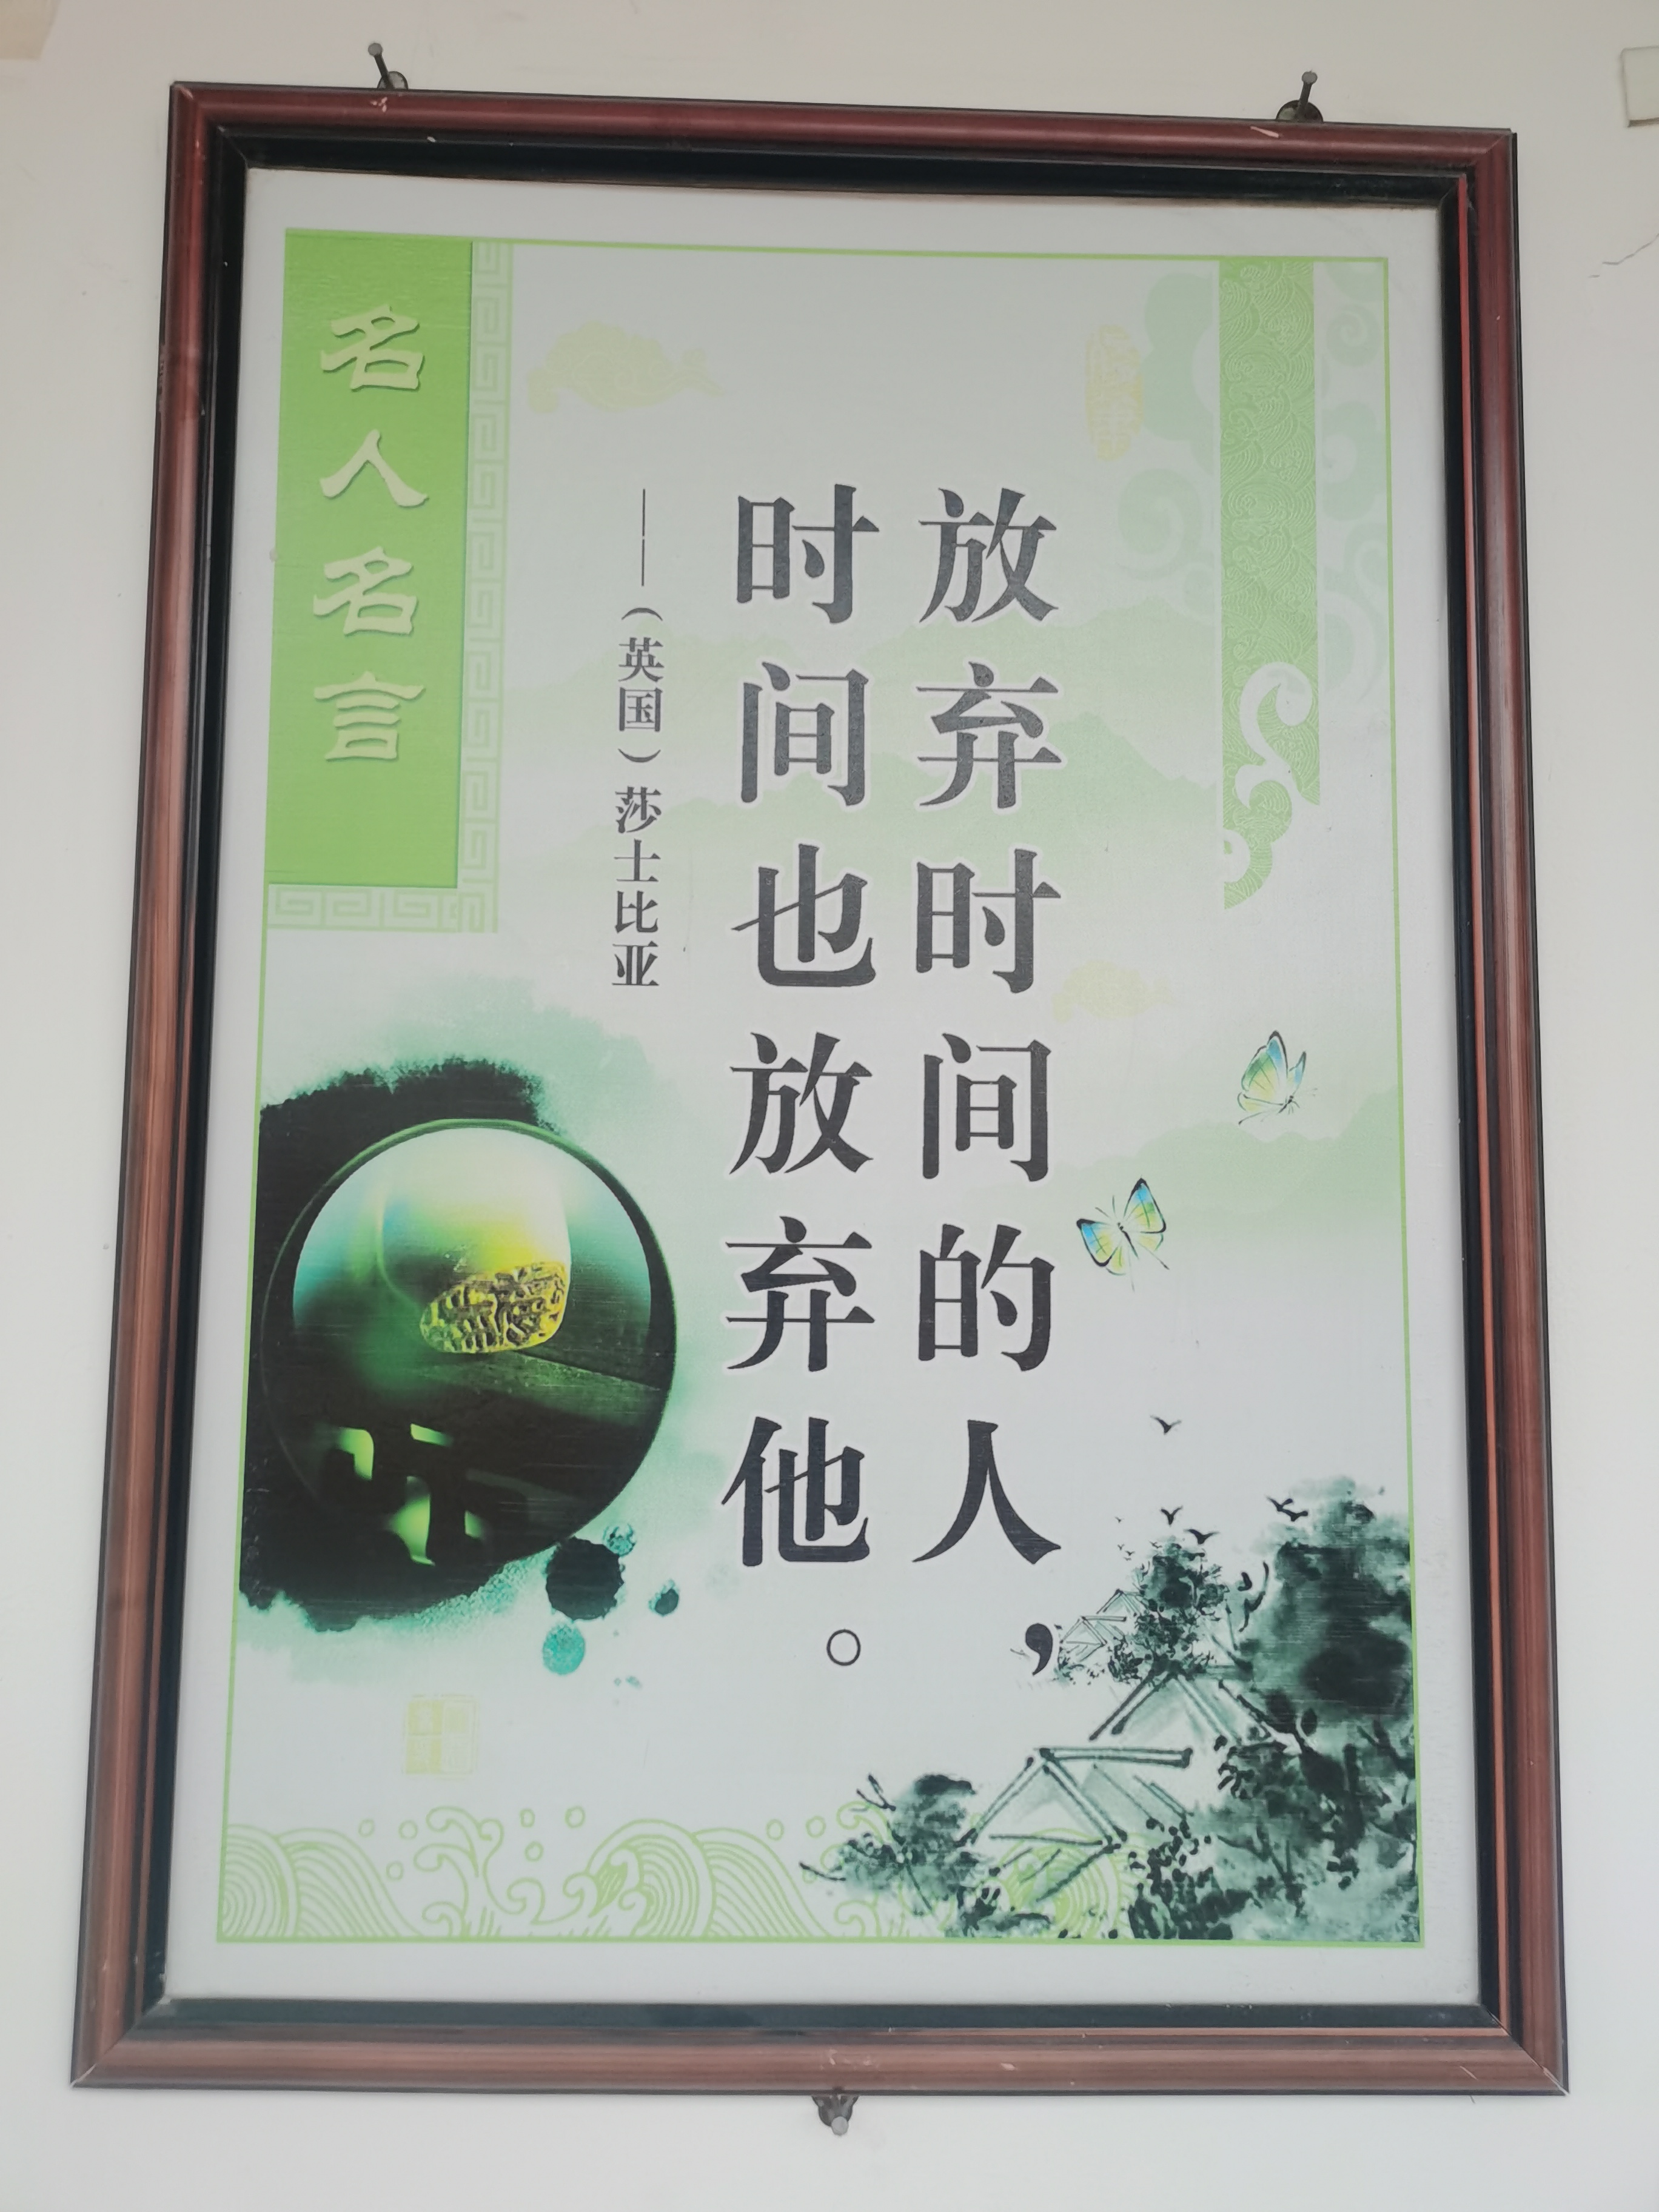 名人名言
放弃时间的人，
时间也放弃他。
——（英国）莎士比亚